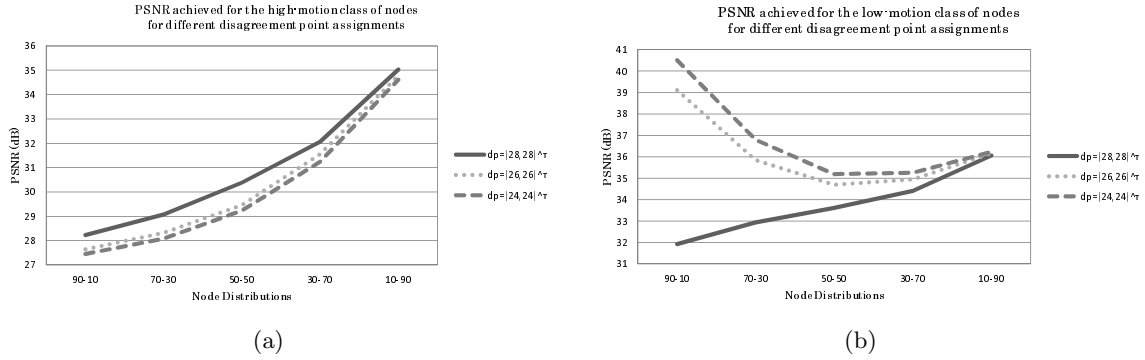 PSNR achieved for the high-motion class of nodes
for different disagreement point assignments
36
35
34
33
32
31
30
29
28
27
PSNR (dB)
90-10 70-30 50-50 30-70 10-90
Node Distributions
dp=|28,28|^T
dp=|26,26|^T
dp=|24,24|^T
(a)
PSNR achieved for the low-motion class of nodes
for different disagreement point assignments
41
40
39
38
37
36
35
34
33
32
31
PSNR (dB)
90-10 70-30 50-50 30-70 10-90
Node Distributions
dp=|28,28|^T
dp=|26,26|^T
dp=|24,24|^T
(b)